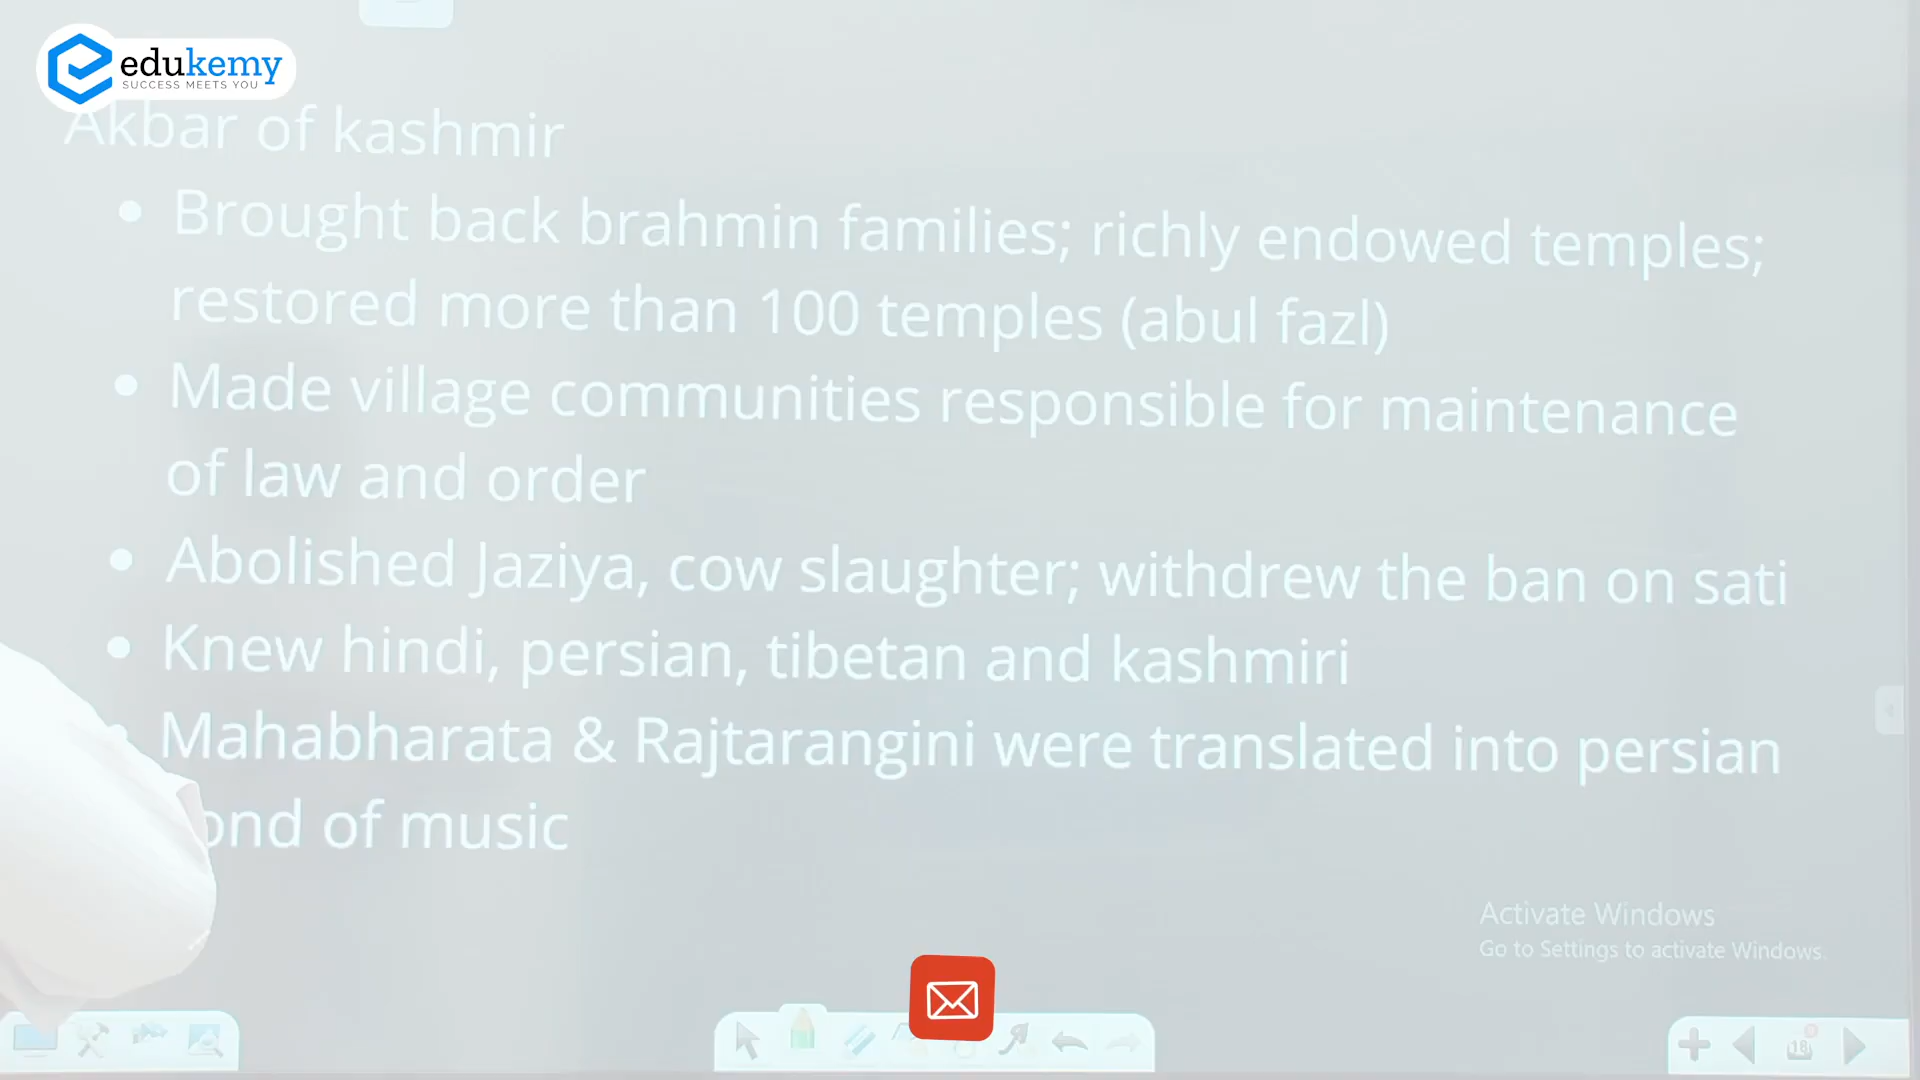 edukemy
SUCCESS MEETS YOU
Akbar of kashmir
Brought back brahmin families; richly endowed temples;
restored more than 100 temples (abul fazl)
Made village communities responsible for maintenance
of law and order
Abolished Jaziya, cow slaughter; withdrew the ban on sati
Knew hindi, persian, tibetan and kashmiri
Mahabharata & Rajtarangini were translated into persian
ond of music
Activate Windows
Go to Settings to activate Windows.
18